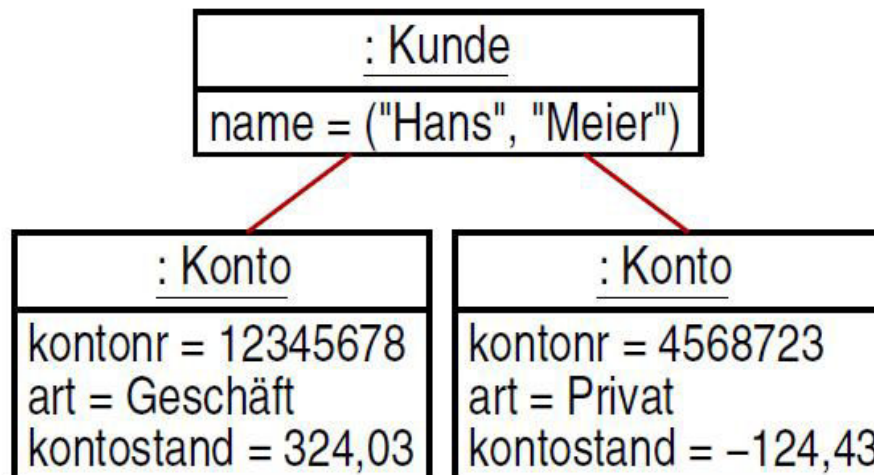 : Kunde
name = ("Hans", "Meier")
: Konto
kontonr = 12345678
art = Geschäft
kontostand = 324,03
: Konto
kontonr = 4568723
art = Privat
kontostand = –124,43